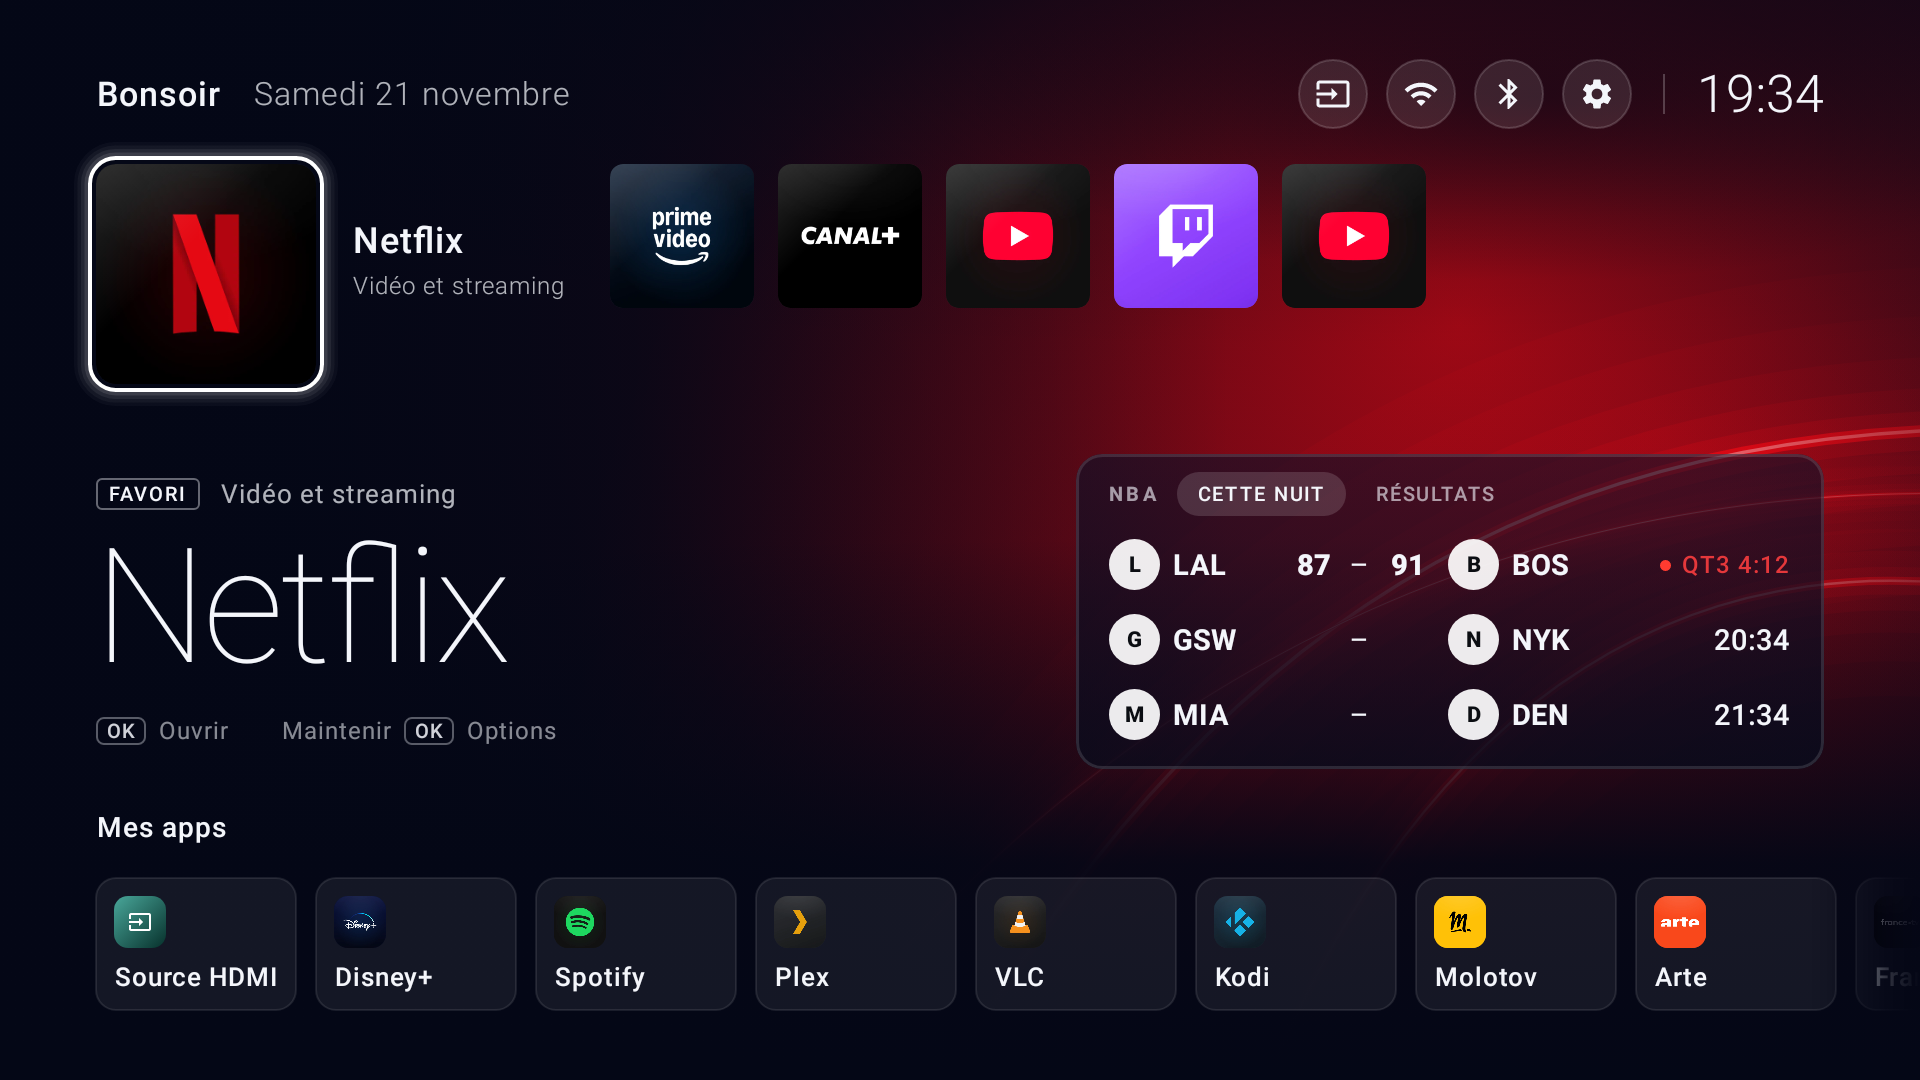 Bonsoir Samedi 21 novembre
19:34
Netflix
Vidéo et streaming
prime video
CANAL+
FAVORI Vidéo et streaming
Netflix
OK Ouvrir Maintenir OK Options
NBA CETTE NUIT RÉSULTATS
L LAL 87 – 91 B BOS QT3 4:12
G GSW – N NYK 20:34
M MIA – D DEN 21:34
Mes apps
Disney+
M.
arte
Source HDMI
Disney+
Spotify
Plex
VLC
Kodi
Molotov
Arte